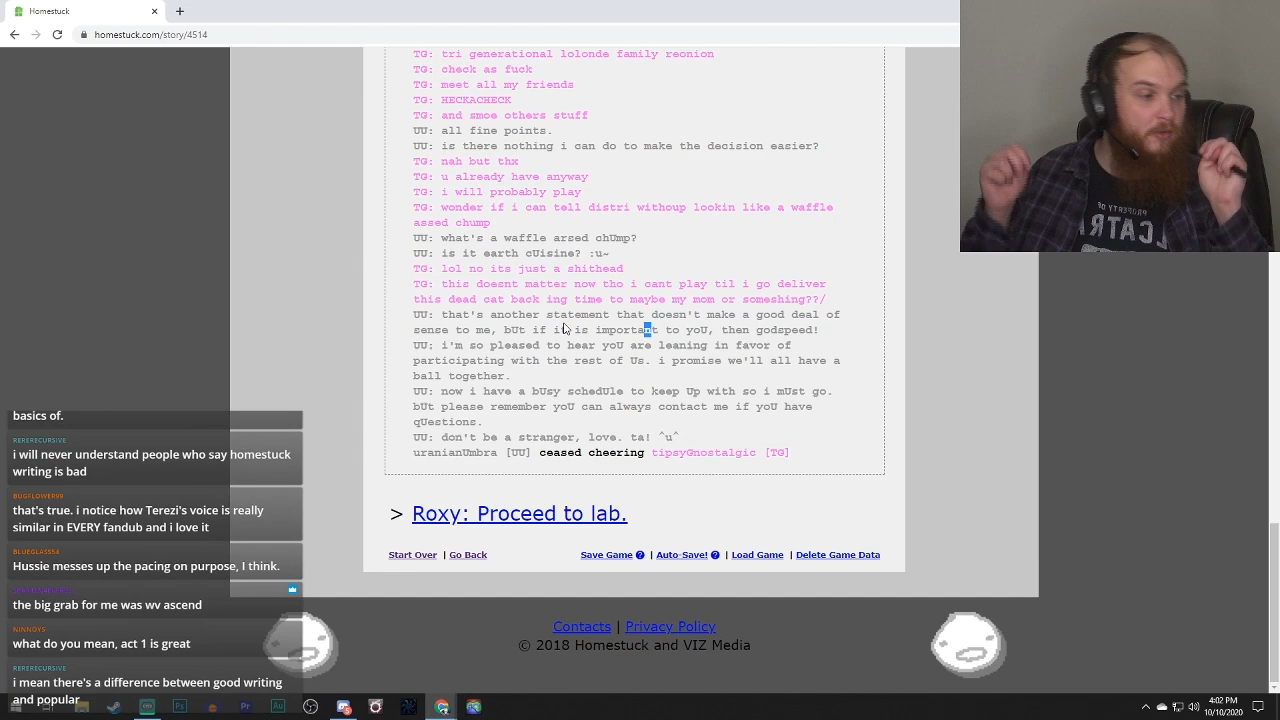 Homestuck
homestuck.com/story/4514
TG: tri generational lolonde family reonion
TG: check as fuck
TG: meet all my friends
TG: HECKACHECK
TG: and smoe others stuff
UU: all fine points.
UU: is there nothing i can do to make the decision easier?
TG: nah but thx
TG: u already have anyway
TG: i will probably play
TG: wonder if i can tell distri withoup lookin like a waffle
assed chump
UU: what's a waffle arsed chUmp?
UU: is it earth cUisine? :u~
TG: lol no its just a shithead
TG: this doesnt matter now tho i cant play til i go deliver
this dead cat back ing time to maybe my mom or someshing??/
UU: that's another statement that doesn't make a good deal of
sense to me, bUt if it is important to yoU, then godspeed!
UU: i'm so pleased to hear yoU are leaning in favor of
participating with the rest of Us. i promise we'll all have a
ball together.
UU: now i have a bUsy schedUle to keep Up with so i mUst go.
bUt please remember yoU can always contact me if yoU have
qUestions.
UU: don't be a stranger, love. ta! ^u^
uranianUmbra [UU] ceased cheering tipsyGnostalgic [TG]
> Roxy: Proceed to lab.
Start Over | Go Back
Save Game ? | Auto-Save! ? | Load Game | Delete Game Data
Contacts | Privacy Policy
© 2018 Homestuck and VIZ Media
basics of.
RERERECURSIVE
i will never understand people who say homestuck
writing is bad
BUGFLOWER99
that's true. i notice how Terezi's voice is really
similar in EVERY fandub and i love it
BLUEGLASS54
Hussie messes up the pacing on purpose, I think.
the big grab for me was wv ascend
NINNOYS
what do you mean, act 1 is great
RERERECURSIVE
i mean there's a difference between good writing
and popular
PROPERTY OF
ALCATR
4:02 PM
10/10/2020